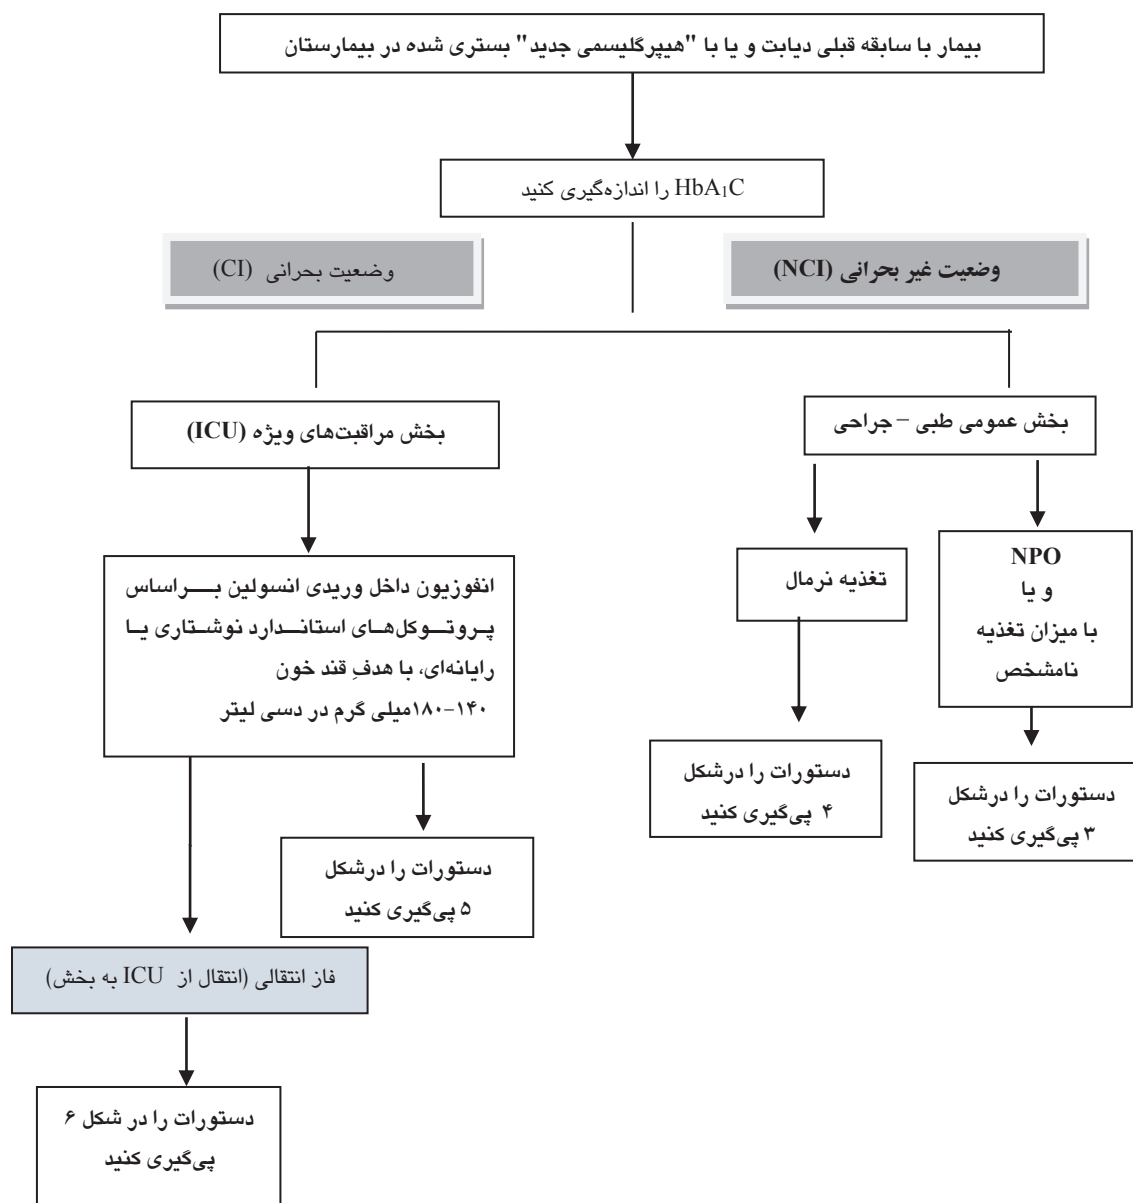 بیمار با سابقه قبلی دیابت و یا با "هیپرگلیسمی جدید" بستری شده در بیمارستان
HbA₁C را اندازه‌گیری کنید
وضعیت غیر بحرانی (NCI)
وضعیت بحرانی (CI)
بخش عمومی طبی – جراحی
بخش مراقبت‌های ویژه (ICU)
NPO
و یا
با میزان تغذیه
نامشخص
تغذیه نرمال
انفوزیون داخل وریدی انسولین بــراساس
پروتوکل‌های استاندارد نوشتاری یا
رایانه‌ای، با هدفِ قند خون
۱۸۰-۱۴۰میلی گرم در دسی لیتر
دستورات را درشکل
۳ پی‌گیری کنید
دستورات را درشکل
۴ پی‌گیری کنید
دستورات را درشکل
۵ پی‌گیری کنید
فاز انتقالی (انتقال از ICU به بخش)
دستورات را در شکل ۶
پی‌گیری کنید